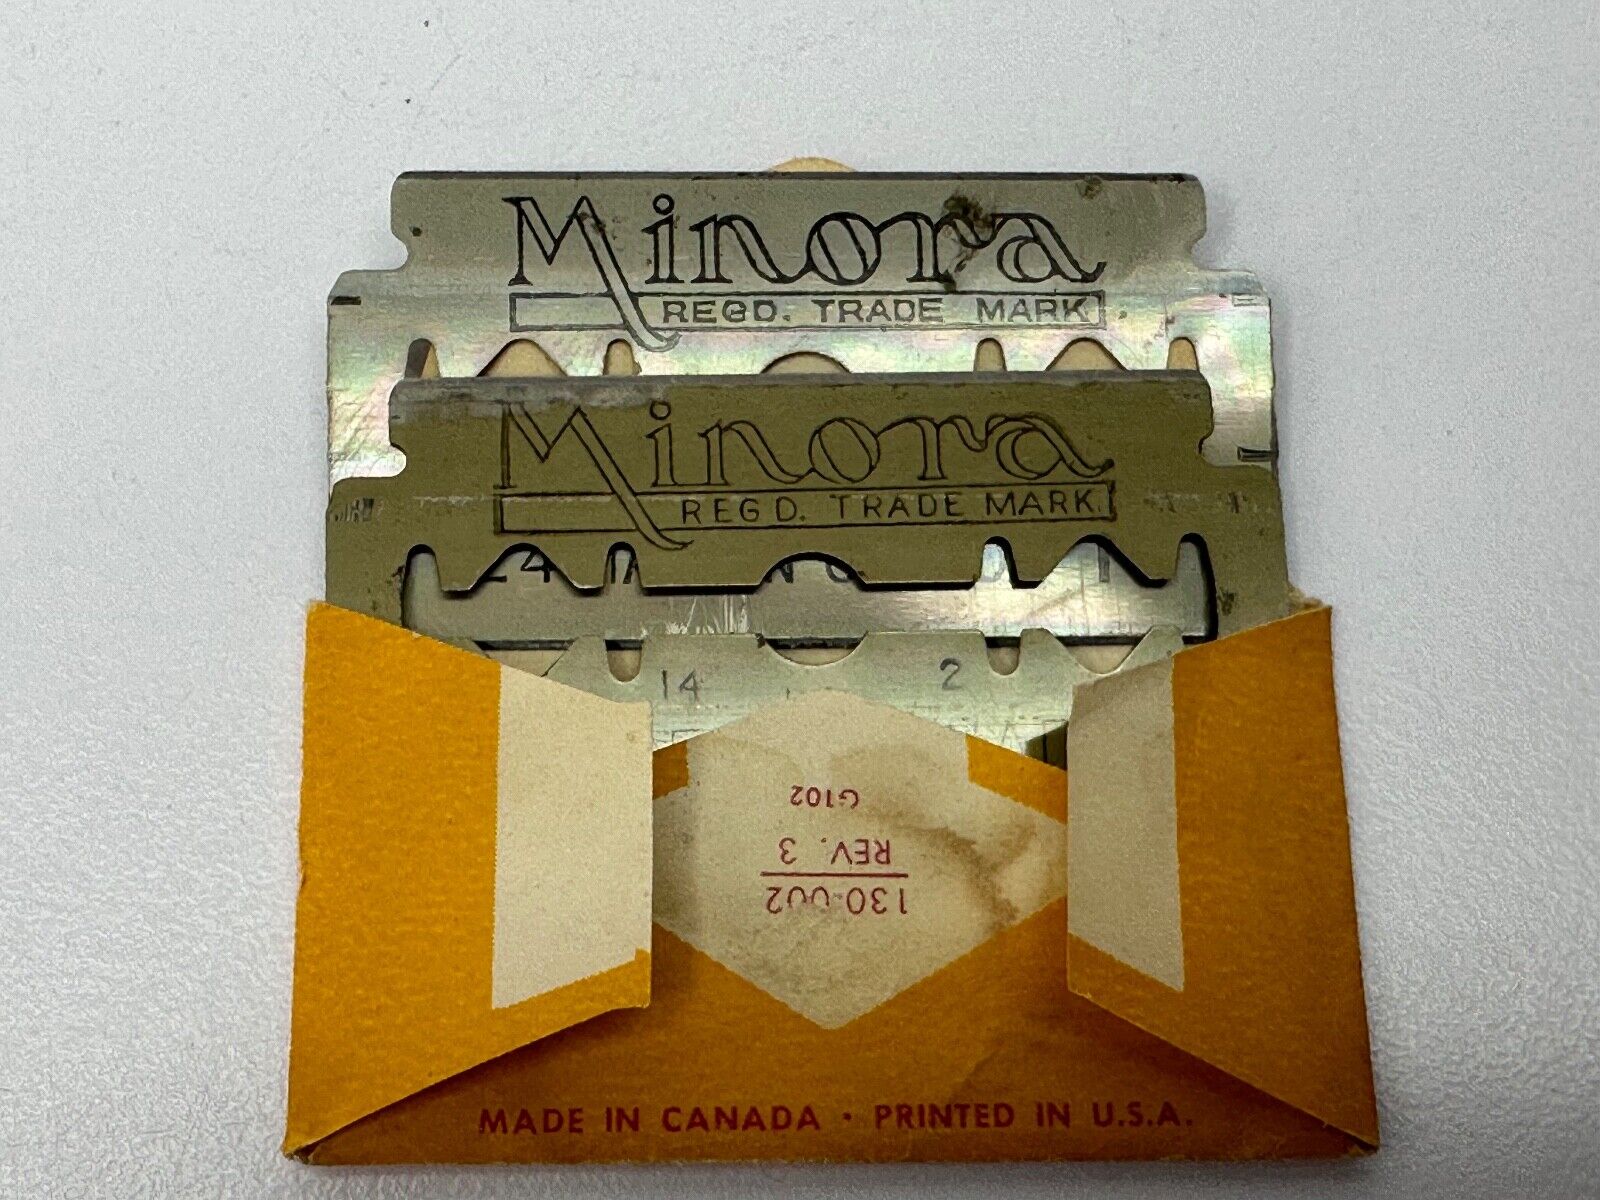 Minora
REGD. TRADE MARK
Minora
REGD. TRADE MARK.
14 2
G102
130-002
REV. 3
MADE IN CANADA · PRINTED IN U.S.A.